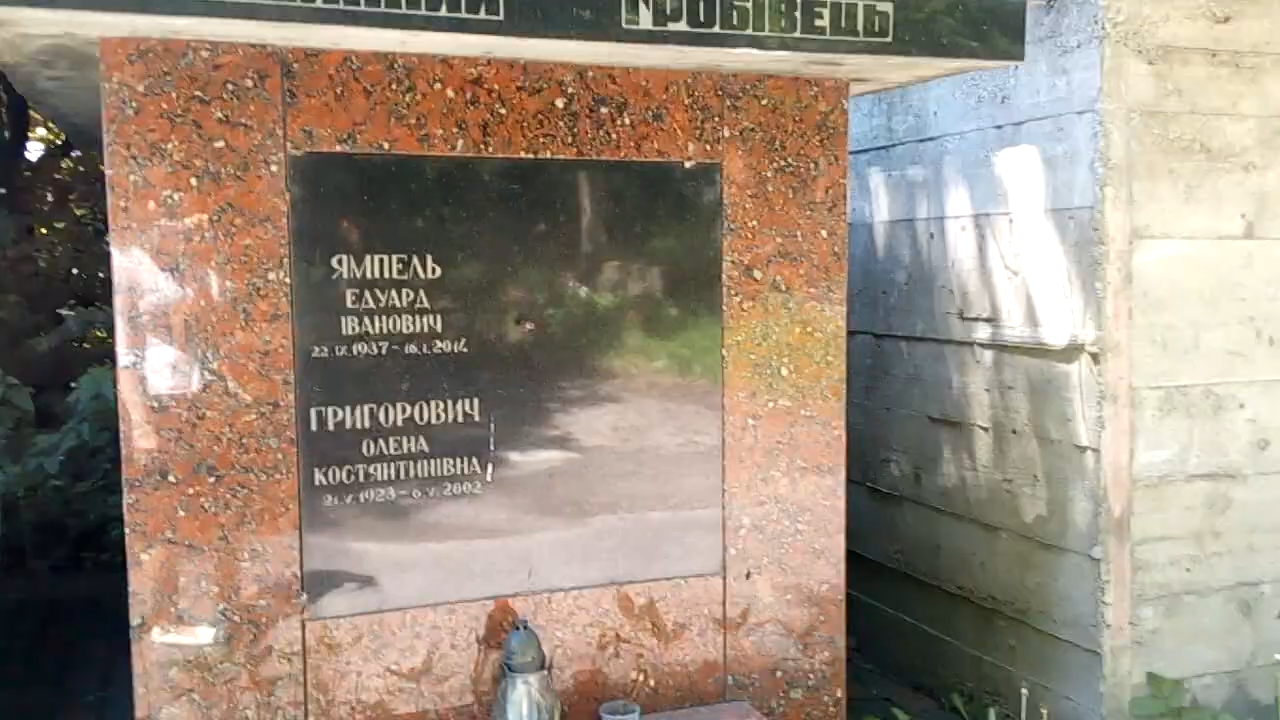 ГРОБІВЕЦЬ
ЯМПЕЛЬ
ЕДУАРД
ІВАНОВИЧ
22.IX.1937 – 16.I.2014
ГРИГОРОВИЧ
ОЛЕНА
КОСТЯНТИНІВНА
21.V.1923 – 6.V.2002